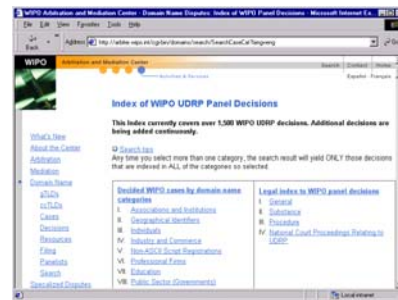 WIPO Arbitration and Mediation Center - Domain Name Disputes: Index of WIPO UDRP Panel Decisions - Microsoft Internet Ex
File Edit View Favorites Tools Help
Back
Address
WIPO Arbitration and Mediation Center
Search Contact Home
Activities & Services
Español Français
Index of WIPO UDRP Panel Decisions
This Index currently covers over 1,500 WIPO UDRP decisions. Additional decisions are
being added continuously.
Search tips
Any time you select more than one category, the search result will yield ONLY those decisions
that are indexed in ALL of the categories so selected.
What's New
About the Center
Arbitration
Mediation
Domain Name
gTLDs
ccTLDs
Cases
Decisions
Resources
Filing
Panelists
Search
Specialized Disputes
Decided WIPO cases by domain name
categories
I. Associations and Institutions
II. Geographical Identifiers
III. Individuals
IV. Industry and Commerce
V. Non-ASCII Script Registrations
VI. Professional Firms
VII. Education
VIII. Public Sector (Governments)
Legal index to WIPO panel decisions
I. General
II. Substance
III. Procedure
IV. National Court Proceedings Relating to
UDRP
Local intranet